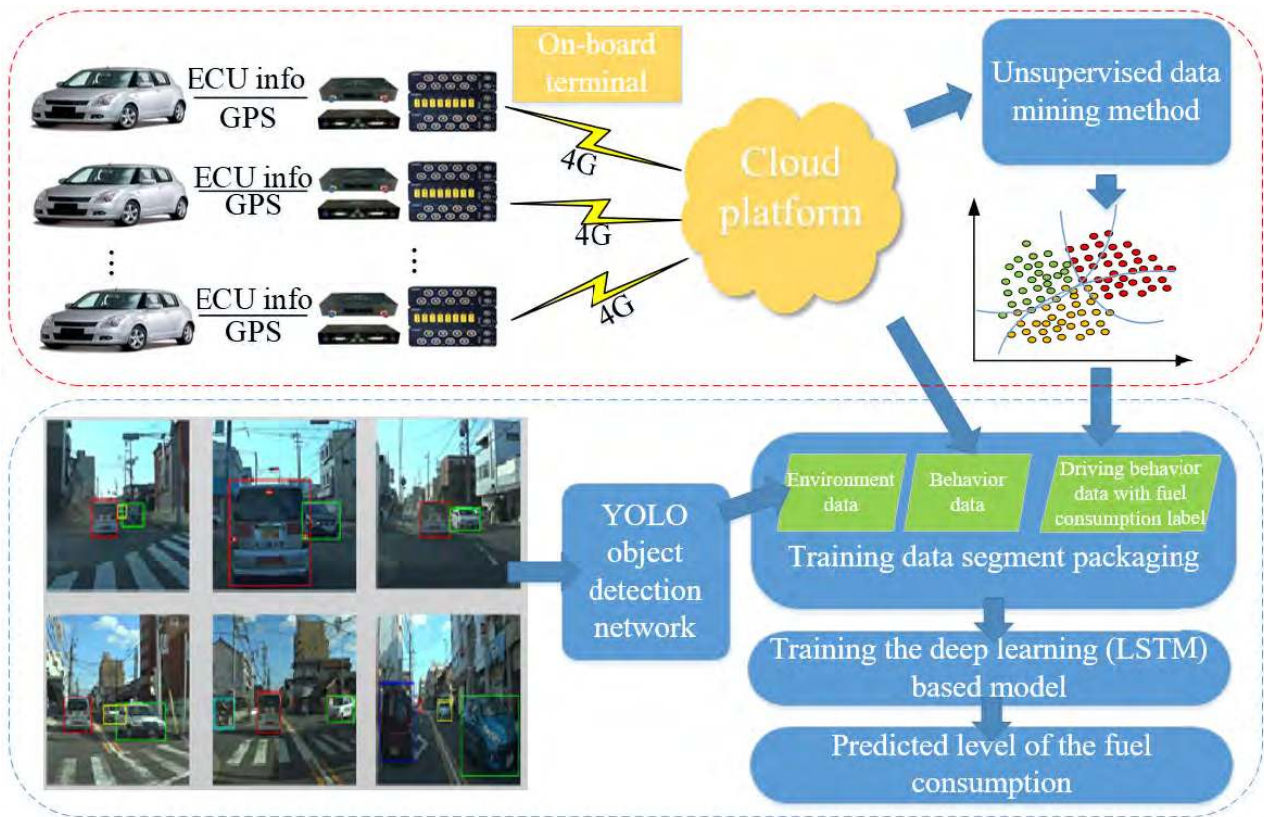 On-board
terminal
ECU info
GPS
4G
ECU info
GPS
4G
ECU info
GPS
4G
Cloud
platform
Unsupervised data
mining method
YOLO
object
detection
network
Environment
data
Behavior
data
Driving behavior
data with fuel
consumption label
Training data segment packaging
Training the deep learning (LSTM)
based model
Predicted level of the fuel
consumption